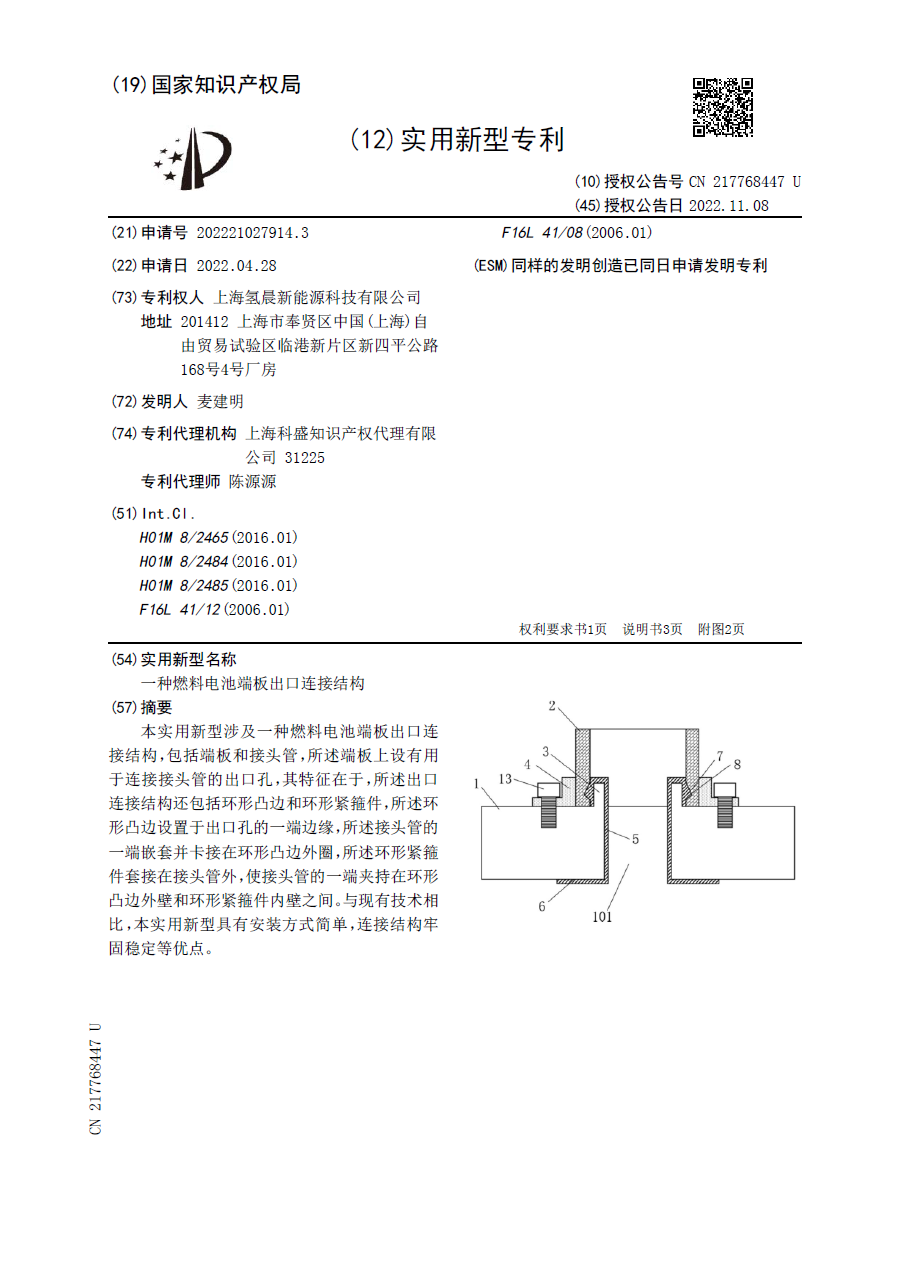 (19)国家知识产权局
(12)实用新型专利
(10)授权公告号 CN 217768447 U
(45)授权公告日 2022.11.08
(21)申请号 202221027914.3
(22)申请日 2022.04.28
(73)专利权人 上海氢晨新能源科技有限公司
地址 201412 上海市奉贤区中国(上海)自
由贸易试验区临港新片区新四平公路
168号4号厂房
(72)发明人 麦建明
(74)专利代理机构 上海科盛知识产权代理有限
公司 31225
专利代理师 陈源源
(51)Int.Cl.
H01M 8/2465(2016.01)
H01M 8/2484(2016.01)
H01M 8/2485(2016.01)
F16L 41/12(2006.01)
F16L 41/08(2006.01)
(ESM)同样的发明创造已同日申请发明专利
权利要求书1页 说明书3页 附图2页
(54)实用新型名称
一种燃料电池端板出口连接结构
(57)摘要
本实用新型涉及一种燃料电池端板出口连
接结构,包括端板和接头管,所述端板上设有用
于连接接头管的出口孔,其特征在于,所述出口
连接结构还包括环形凸边和环形紧箍件,所述环
形凸边设置于出口孔的一端边缘,所述接头管的
一端嵌套并卡接在环形凸边外圈,所述环形紧箍
件套接在接头管外,使接头管的一端夹持在环形
凸边外壁和环形紧箍件内壁之间。与现有技术相
比,本实用新型具有安装方式简单,连接结构牢
固稳定等优点。
2
3
7
4
8
13
1
5
6
101
CN 217768447 U